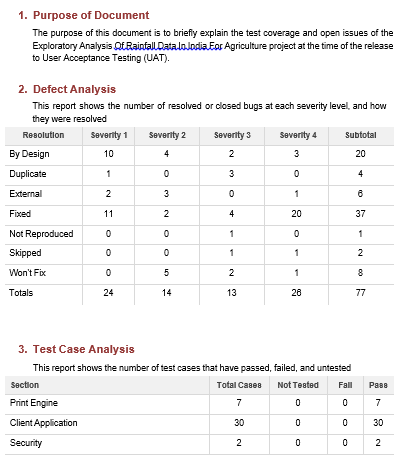 1. Purpose of Document
The purpose of this document is to briefly explain the test coverage and open issues of the
Exploratory Analysis Of Rainfall Data In India For Agriculture project at the time of the release
to User Acceptance Testing (UAT).
2. Defect Analysis
This report shows the number of resolved or closed bugs at each severity level, and how
they were resolved
Resolution Severity 1 Severity 2 Severity 3 Severity 4 Subtotal
By Design 10 4 2 3 20
Duplicate 1 0 3 0 4
External 2 3 0 1 6
Fixed 11 2 4 20 37
Not Reproduced 0 0 1 0 1
Skipped 0 0 1 1 2
Won't Fix 0 5 2 1 8
Totals 24 14 13 26 77
3. Test Case Analysis
This report shows the number of test cases that have passed, failed, and untested
Section Total Cases Not Tested Fail Pass
Print Engine 7 0 0 7
Client Application 30 0 0 30
Security 2 0 0 2